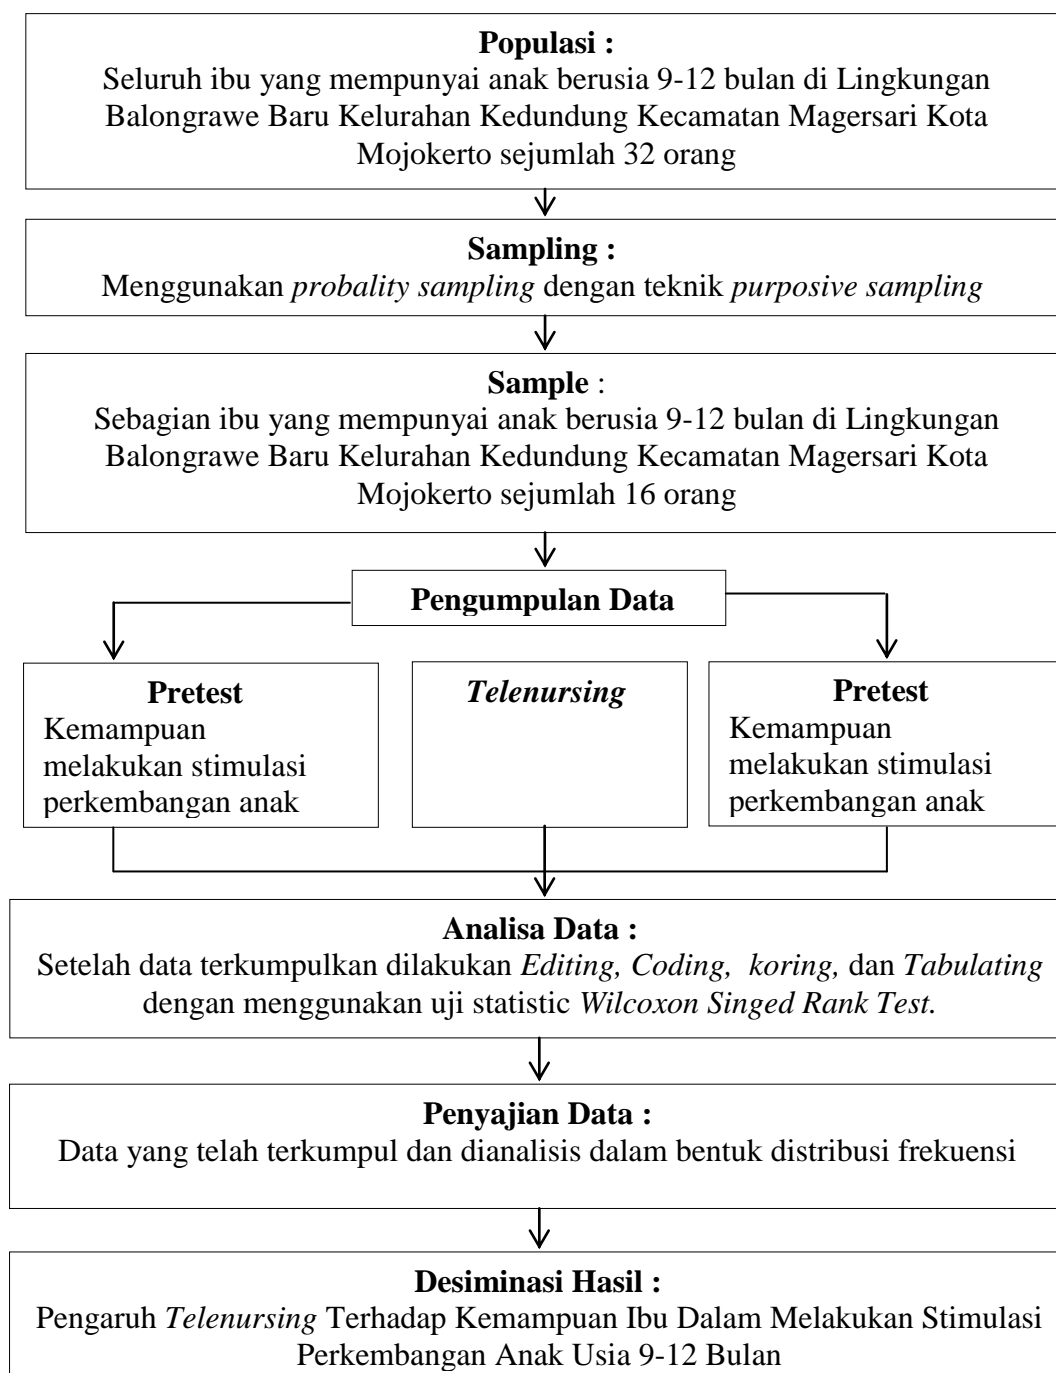 Populasi :
Seluruh ibu yang mempunyai anak berusia 9-12 bulan di Lingkungan
Balongrawe Baru Kelurahan Kedundung Kecamatan Magersari Kota
Mojokerto sejumlah 32 orang
Sampling :
Menggunakan probality sampling dengan teknik purposive sampling
Sample :
Sebagian ibu yang mempunyai anak berusia 9-12 bulan di Lingkungan
Balongrawe Baru Kelurahan Kedundung Kecamatan Magersari Kota
Mojokerto sejumlah 16 orang
Pengumpulan Data
Pretest
Kemampuan
melakukan stimulasi
perkembangan anak
Telenursing
Pretest
Kemampuan
melakukan stimulasi
perkembangan anak
Analisa Data :
Setelah data terkumpulkan dilakukan Editing, Coding, koring, dan Tabulating
dengan menggunakan uji statistic Wilcoxon Singed Rank Test.
Penyajian Data :
Data yang telah terkumpul dan dianalisis dalam bentuk distribusi frekuensi
Desiminasi Hasil :
Pengaruh Telenursing Terhadap Kemampuan Ibu Dalam Melakukan Stimulasi
Perkembangan Anak Usia 9-12 Bulan